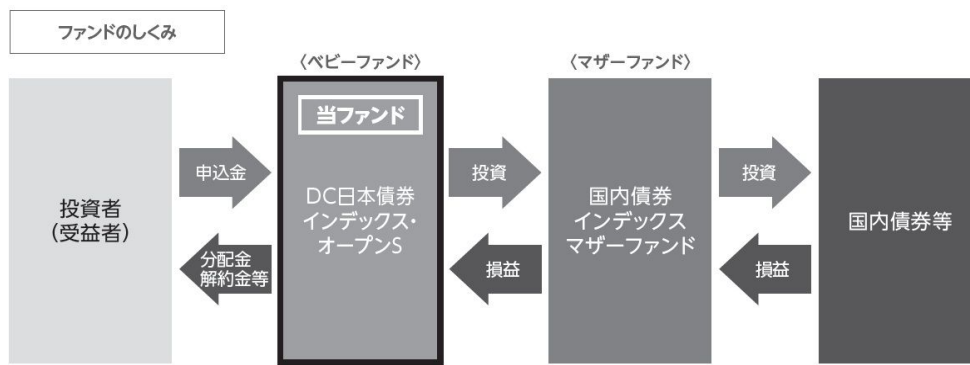 ファンドのしくみ
〈ベビーファンド〉
〈マザーファンド〉
投資者
(受益者)
申込金
分配金
解約金等
当ファンド
DC日本債券
インデックス・
オープンS
投資
損益
国内債券
インデックス
マザーファンド
投資
損益
国内債券等